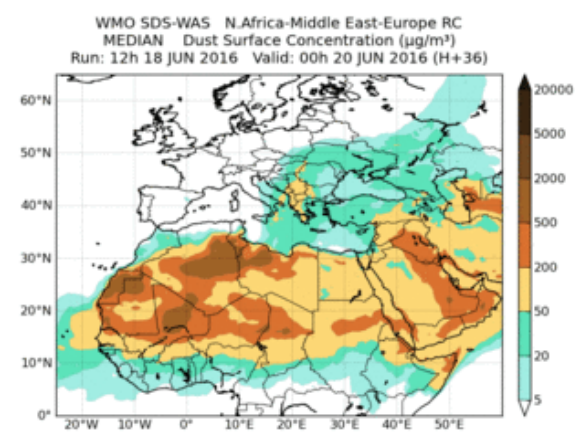 WMO SDS-WAS N.Africa-Middle East-Europe RC
MEDIAN Dust Surface Concentration (µg/m³)
Run: 12h 18 JUN 2016 Valid: 00h 20 JUN 2016 (H+36)
60°N
50°N
40°N
30°N
20°N
10°N
0°
20°W 10°W 0° 10°E 20°E 30°E 40°E 50°E
20000
5000
2000
500
200
50
20
5